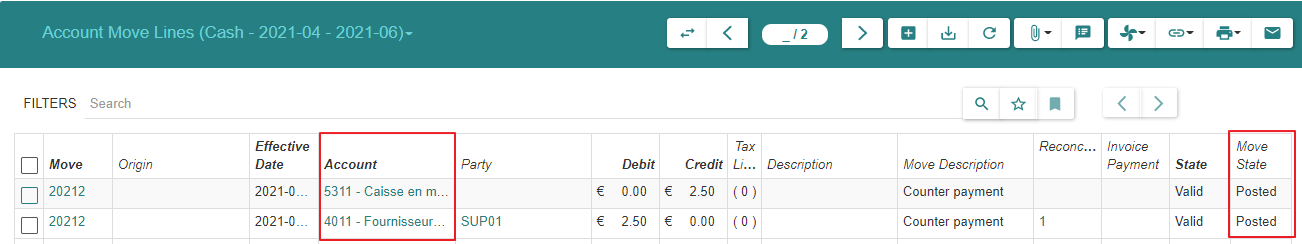 Account Move Lines (Cash - 2021-04 - 2021-06)
_ / 2
FILTERS Search
Move Origin Effective Date Account Party Debit Credit Tax Li... Description Move Description Reconc... Invoice Payment State Move State
20212 2021-0... 5311 - Caisse en m... € 0.00 € 2.50 ( 0 ) Counter payment Valid Posted
20212 2021-0... 4011 - Fournisseur... SUP01 € 2.50 € 0.00 ( 0 ) Counter payment 1 Valid Posted